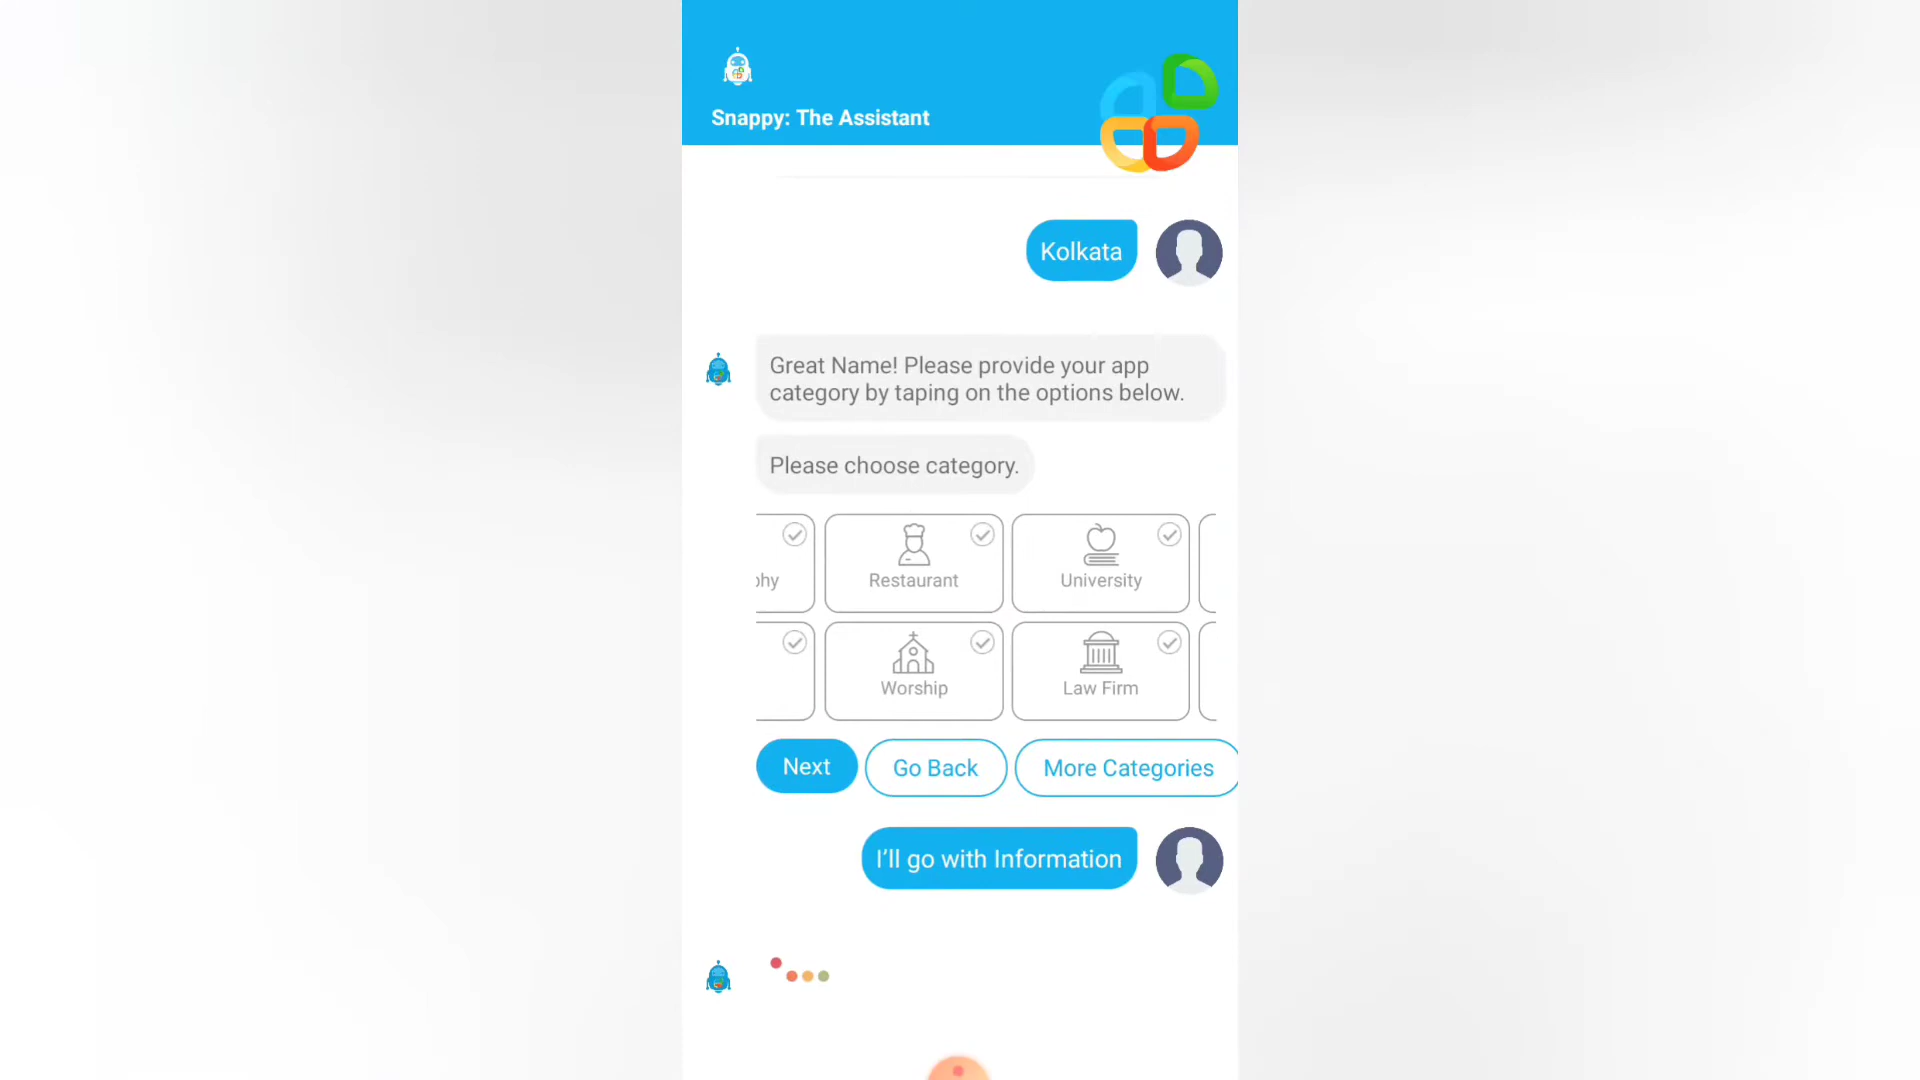 Snappy: The Assistant
Kolkata
Great Name! Please provide your app
category by taping on the options below.
Please choose category.
phy
Restaurant
University
Worship
Law Firm
Next
Go Back
More Categories
I'll go with Information